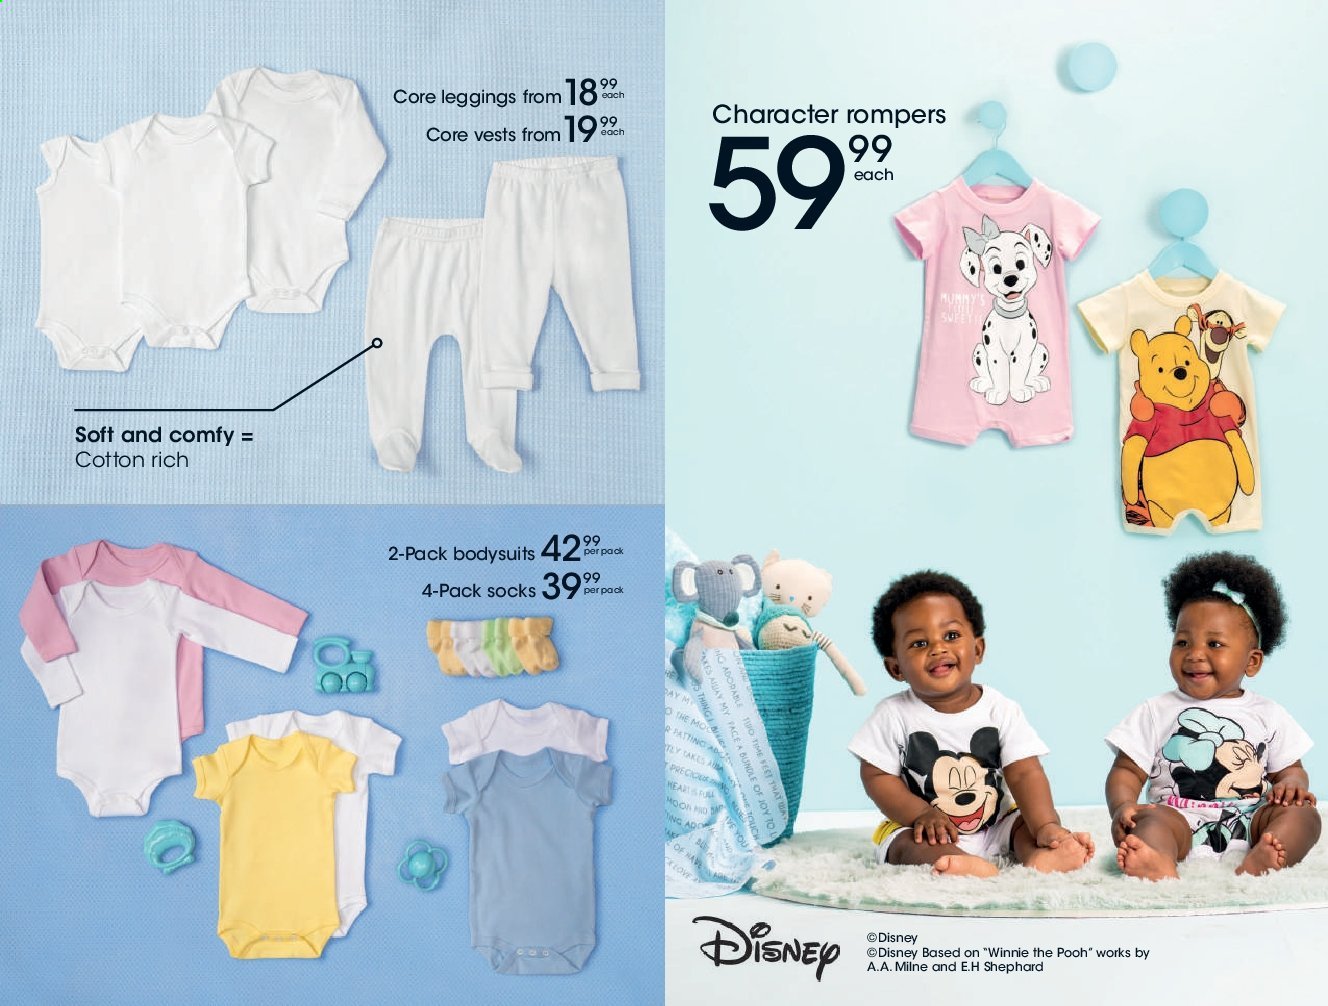 Core leggings from 18 99 each
Core vests from 19 99 each
Soft and comfy =
Cotton rich
2-Pack bodysuits 42 99 per pack
4-Pack socks 39 99 per pack
Character rompers
59 99 each
MUMMY'S
SWEETIE
DISNEY
©Disney
©Disney Based on "Winnie the Pooh" works by
A.A. Milne and E.H Shephard